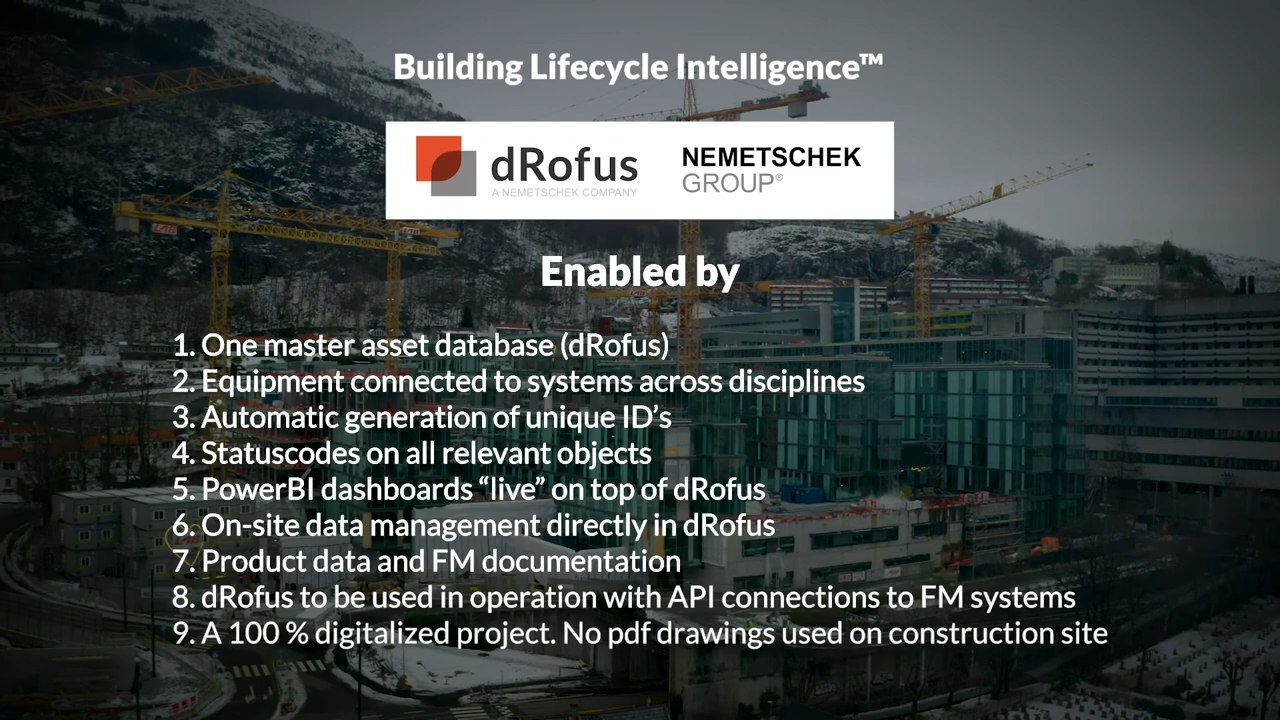 Building Lifecycle Intelligence™
dRofus
A NEMETSCHEK COMPANY
NEMETSCHEK
GROUP®
Enabled by
1. One master asset database (dRofus)
2. Equipment connected to systems across disciplines
3. Automatic generation of unique ID’s
4. Statuscodes on all relevant objects
5. PowerBI dashboards “live” on top of dRofus
6. On-site data management directly in dRofus
7. Product data and FM documentation
8. dRofus to be used in operation with API connections to FM systems
9. A 100 % digitalized project. No pdf drawings used on construction site